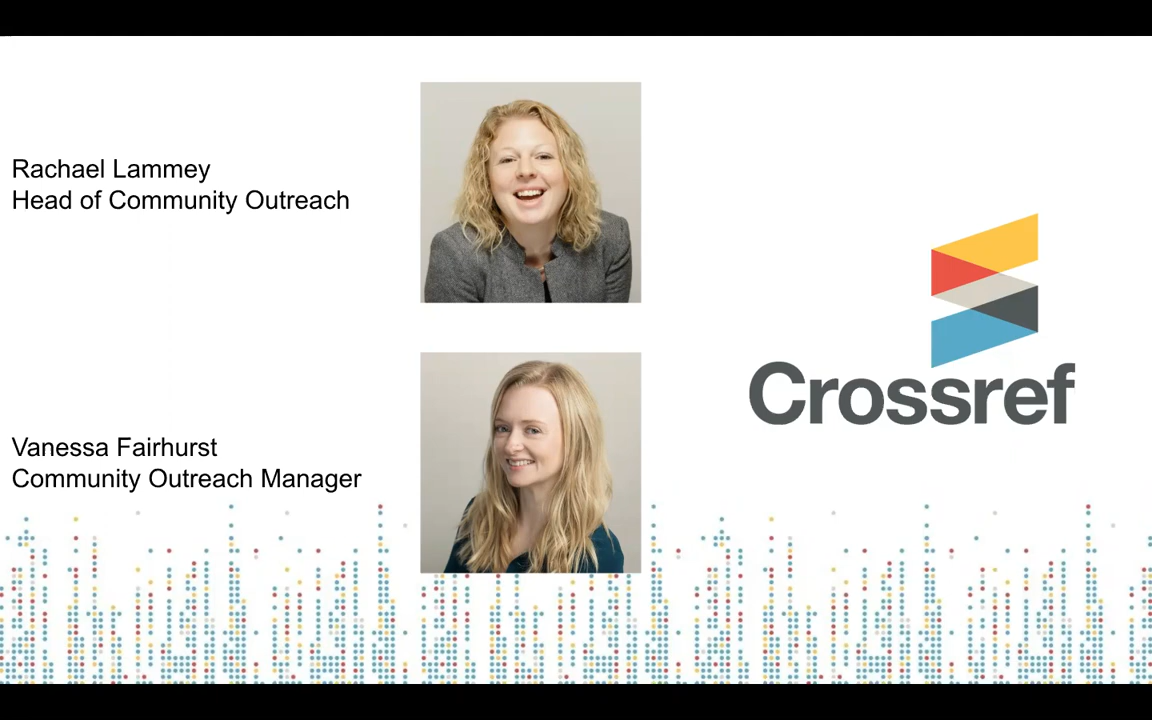 Rachael Lammey
Head of Community Outreach
Crossref
Vanessa Fairhurst
Community Outreach Manager